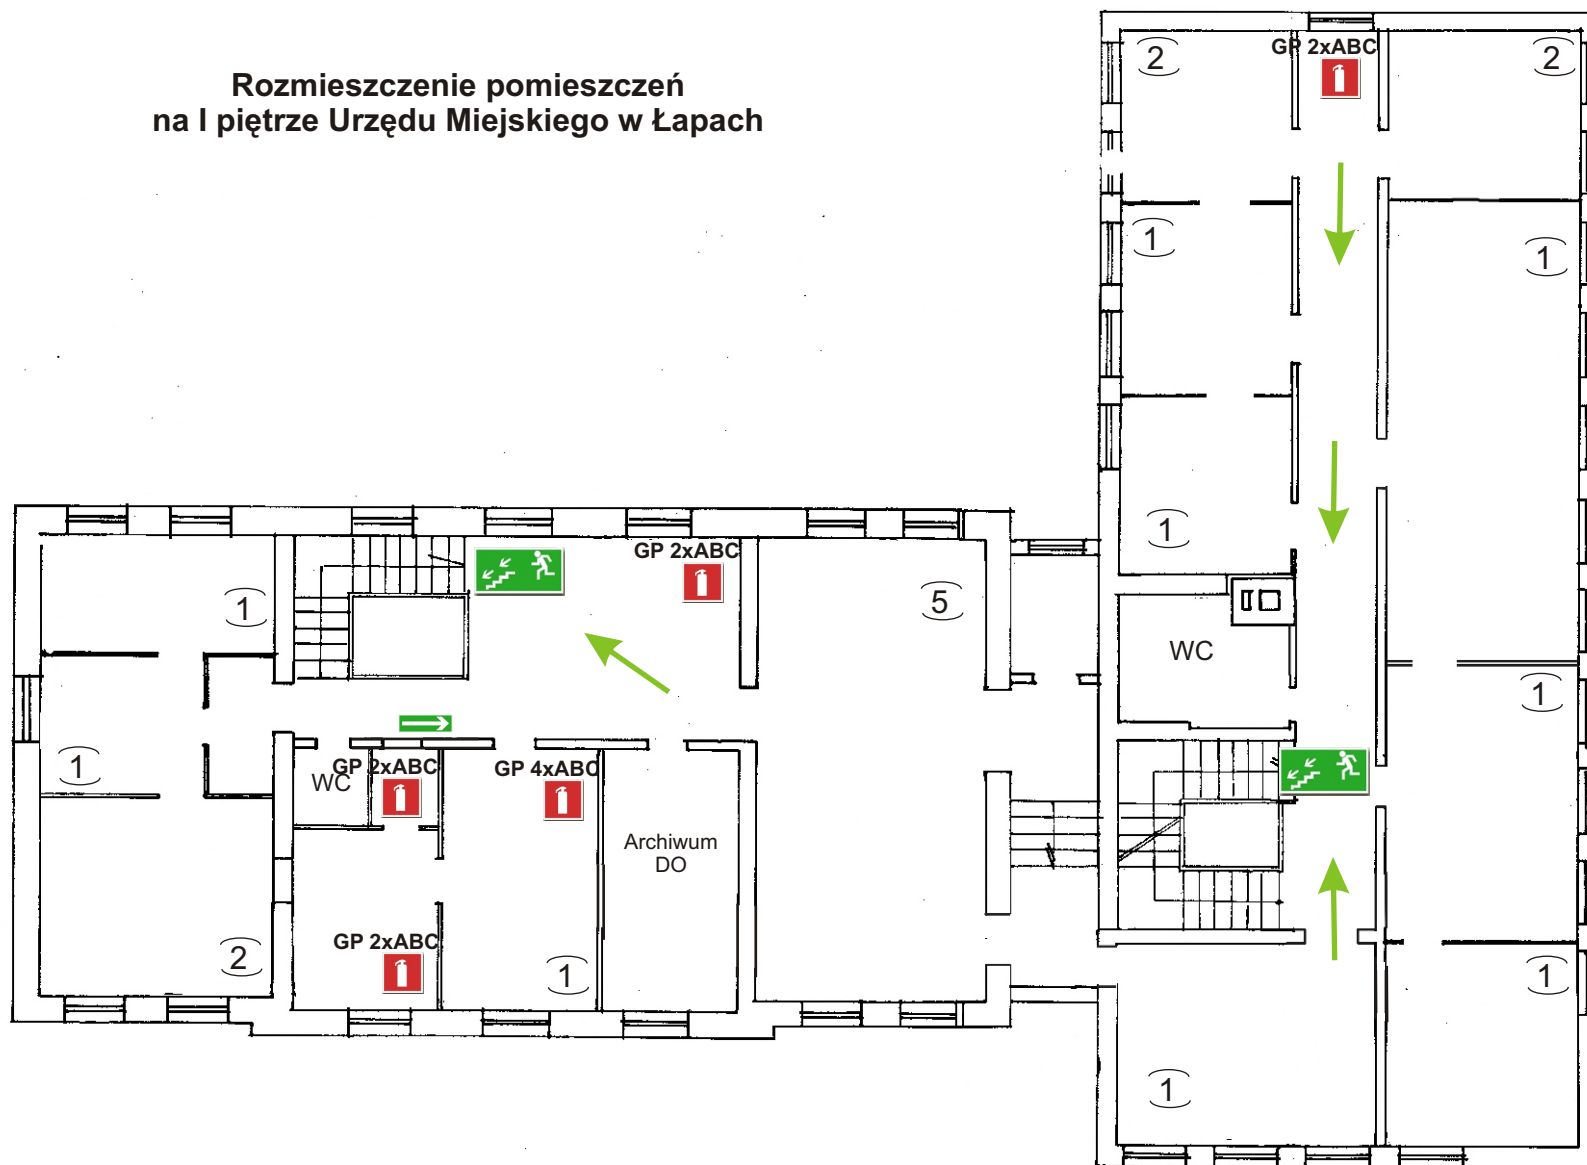 Rozmieszczenie pomieszczeń
na I piętrze Urzędu Miejskiego w Łapach
2
GP 2xABC
2
1
1
1
GP 2xABC
1
5
WC
1
1
GP 2xABC
WC
GP 4xABC
Archiwum
DO
GP 2xABC
2
1
1
1